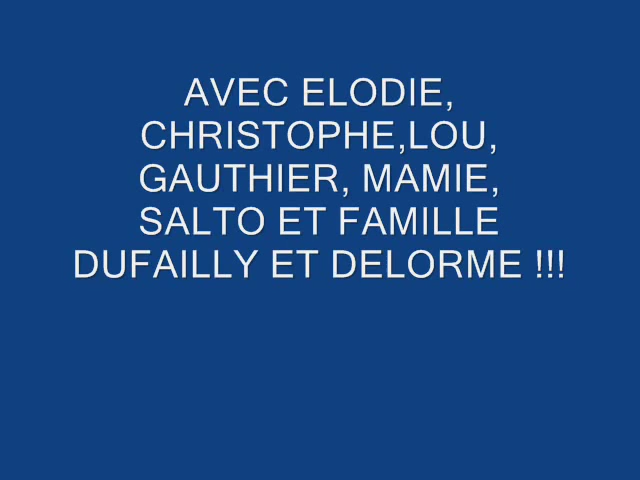 AVEC ELODIE,
CHRISTOPHE,LOU,
GAUTHIER, MAMIE,
SALTO ET FAMILLE
DUFAILLY ET DELORME !!!